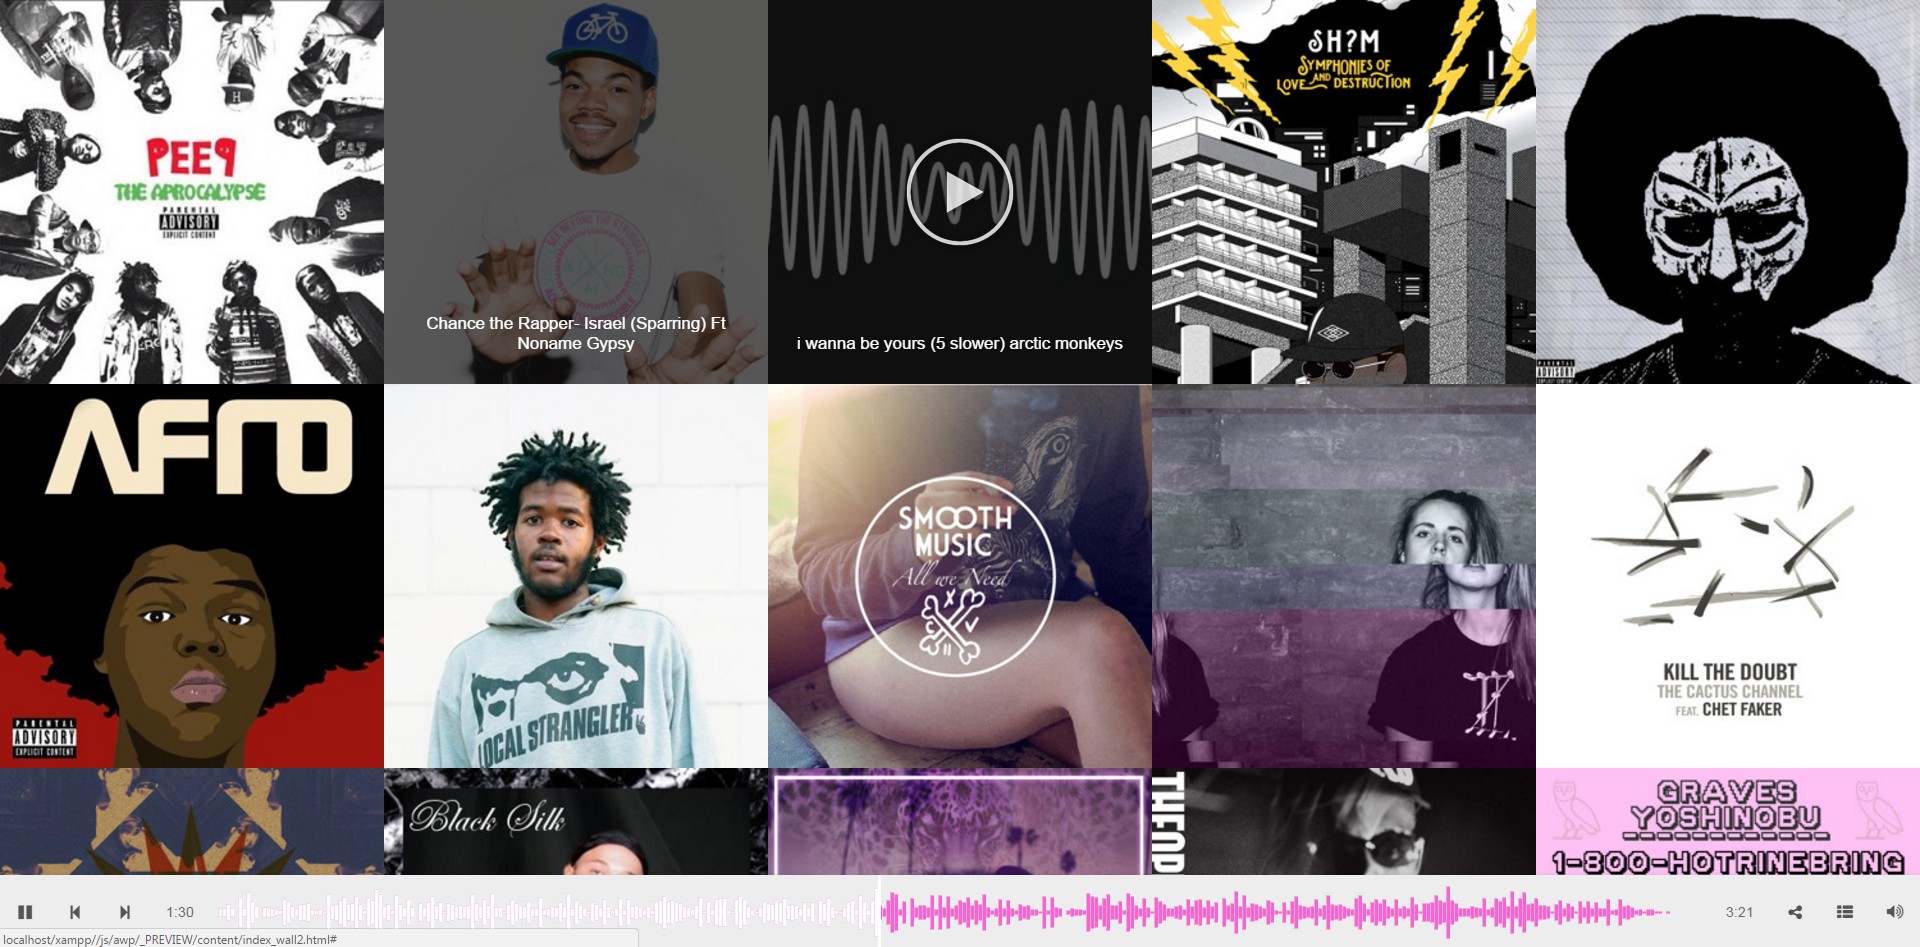 PEEP
THE APROCALYPSE
PARENTAL
ADVISORY
EXPLICIT CONTENT
Chance the Rapper- Israel (Sparring) Ft
Noname Gypsy
i wanna be yours (5 slower) arctic monkeys
SH?M
SYMPHONIES OF
LOVE AND DESTRUCTION
PARENTAL
ADVISORY
EXPLICIT CONTENT
AFRO
PARENTAL
ADVISORY
EXPLICIT CONTENT
LOCAL STRANGLER
SMOOTH
MUSIC
All we Need
KILL THE DOUBT
THE CACTUS CHANNEL
FEAT. CHET FAKER
Black Silk
GRAVES
YOSHINOBU
1-800-HOTRINEBRING
1:30
3:21
localhost/xampp//js/awp/_PREVIEW/content/index_wall2.html#